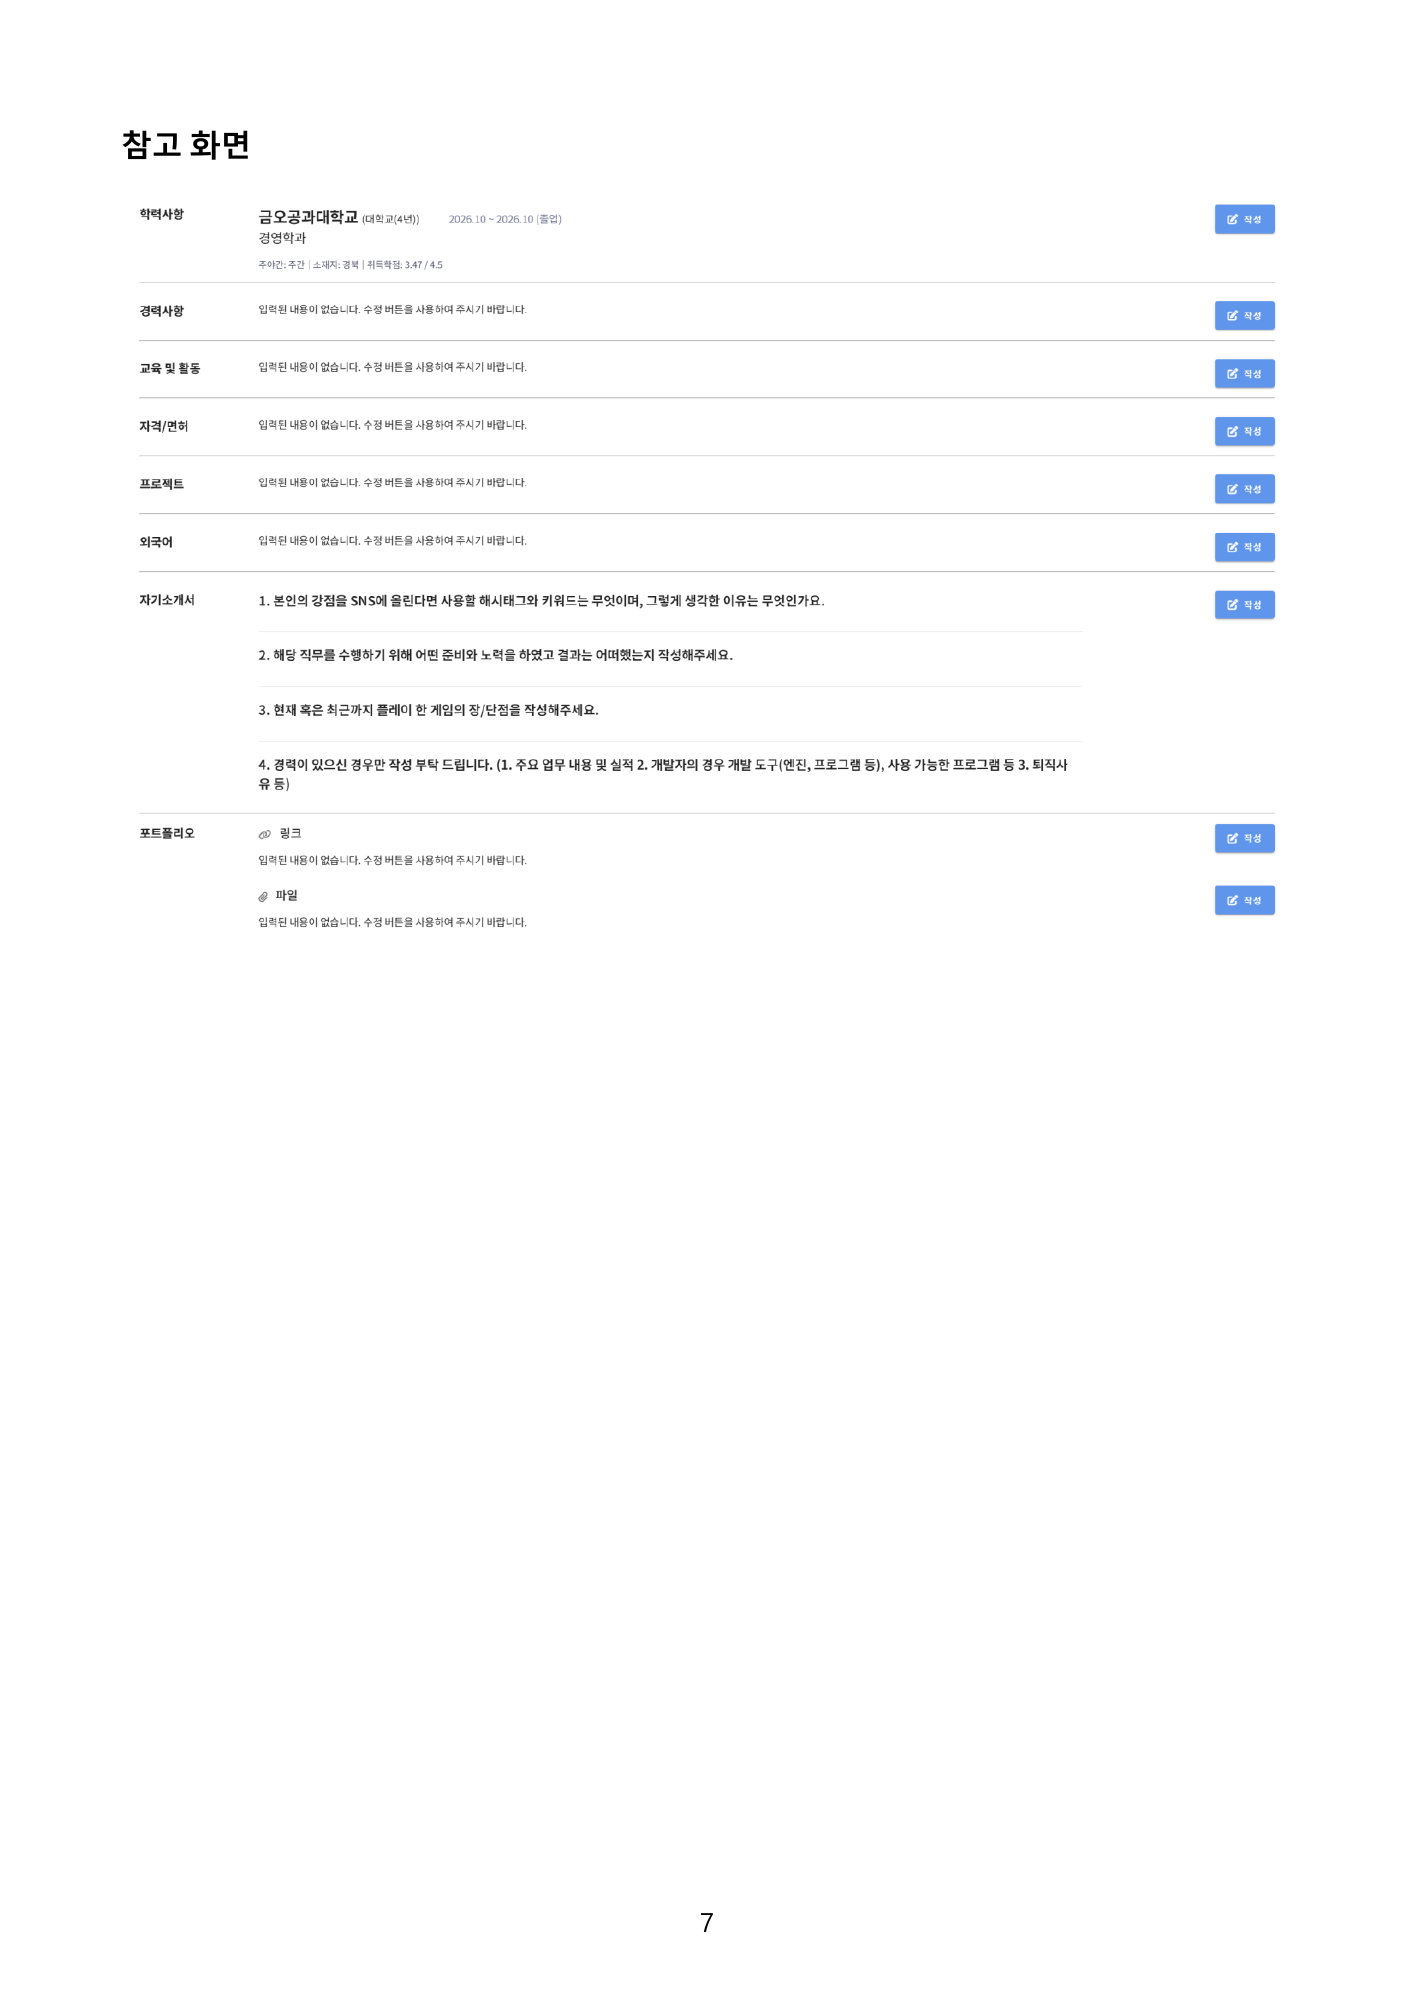 참고 화면
학력사항
금오공과대학교 (대학교(4년)) 2026.10 ~ 2026.10 (졸업)
작성
경영학과
주야간: 주간 | 소재지: 경북 | 취득학점: 3.47 / 4.5
경력사항
입력된 내용이 없습니다. 수정 버튼을 사용하여 주시기 바랍니다.
작성
교육 및 활동
입력된 내용이 없습니다. 수정 버튼을 사용하여 주시기 바랍니다.
작성
자격/면허
입력된 내용이 없습니다. 수정 버튼을 사용하여 주시기 바랍니다.
작성
프로젝트
입력된 내용이 없습니다. 수정 버튼을 사용하여 주시기 바랍니다.
작성
외국어
입력된 내용이 없습니다. 수정 버튼을 사용하여 주시기 바랍니다.
작성
자기소개서
1. 본인의 강점을 SNS에 올린다면 사용할 해시태그와 키워드는 무엇이며, 그렇게 생각한 이유는 무엇인가요.
작성
2. 해당 직무를 수행하기 위해 어떤 준비와 노력을 하였고 결과는 어떠했는지 작성해주세요.
3. 현재 혹은 최근까지 플레이 한 게임의 장/단점을 작성해주세요.
4. 경력이 있으신 경우만 작성 부탁 드립니다. (1. 주요 업무 내용 및 실적 2. 개발자의 경우 개발 도구(엔진, 프로그램 등), 사용 가능한 프로그램 등 3. 퇴직사
유 등)
포트폴리오
링크
작성
입력된 내용이 없습니다. 수정 버튼을 사용하여 주시기 바랍니다.
파일
작성
입력된 내용이 없습니다. 수정 버튼을 사용하여 주시기 바랍니다.
7